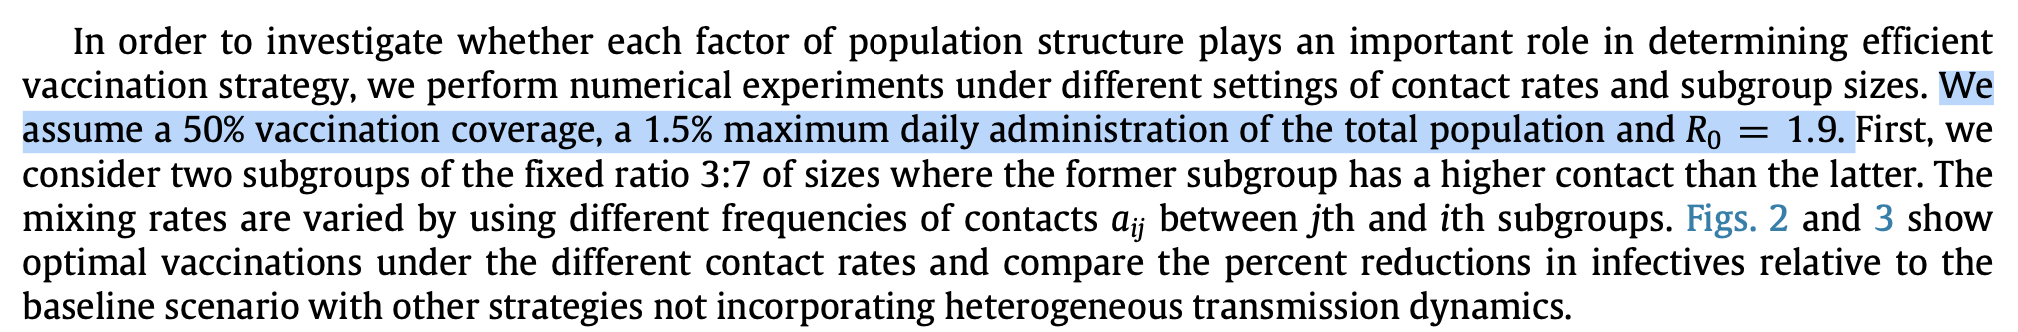 In order to investigate whether each factor of population structure plays an important role in determining efficient
vaccination strategy, we perform numerical experiments under different settings of contact rates and subgroup sizes. We
assume a 50% vaccination coverage, a 1.5% maximum daily administration of the total population and R₀ = 1.9. First, we
consider two subgroups of the fixed ratio 3:7 of sizes where the former subgroup has a higher contact than the latter. The
mixing rates are varied by using different frequencies of contacts aᵢⱼ between jth and ith subgroups. Figs. 2 and 3 show
optimal vaccinations under the different contact rates and compare the percent reductions in infectives relative to the
baseline scenario with other strategies not incorporating heterogeneous transmission dynamics.